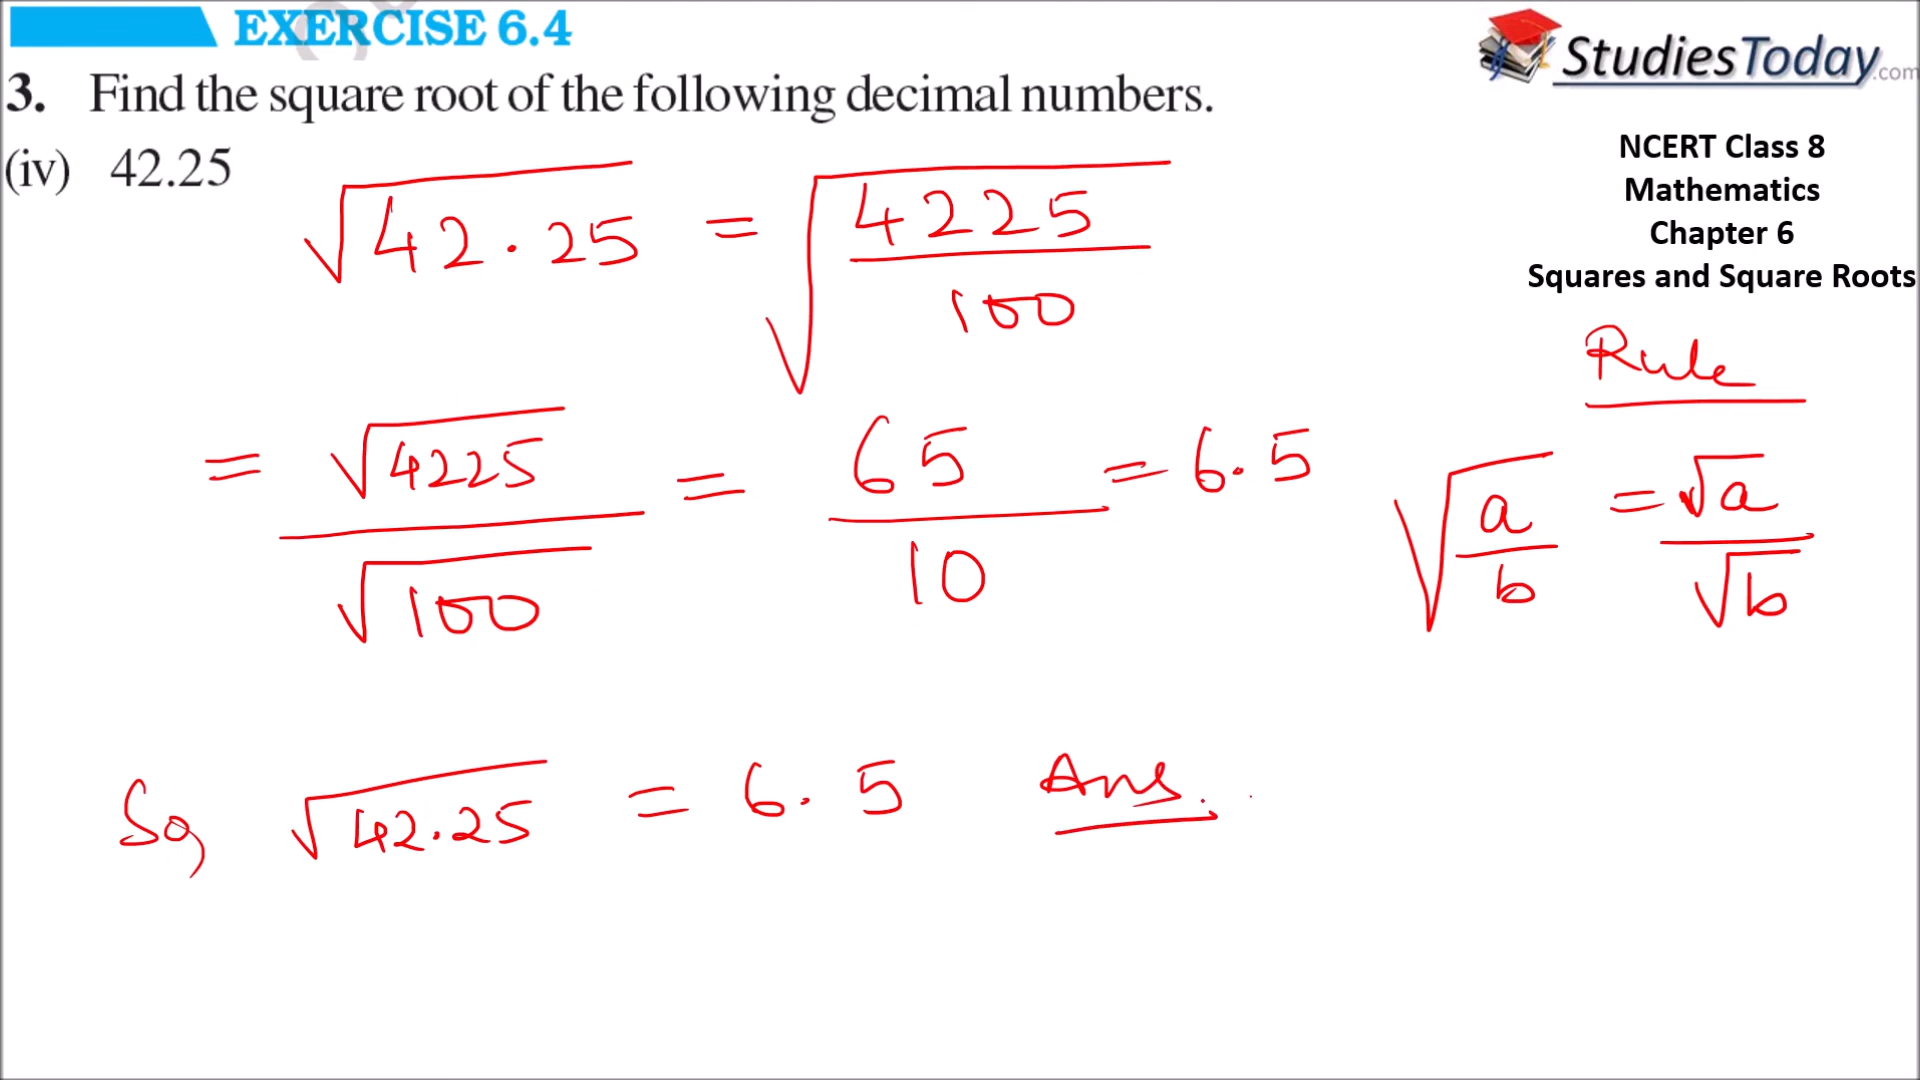 EXERCISE 6.4
StudiesToday.com
3. Find the square root of the following decimal numbers.
(iv) 42.25
NCERT Class 8
Mathematics
Chapter 6
Squares and Square Roots
√42.25 = √(4225/100)
= √4225/√100 = 65/10 = 6.5
Rule
√(a/b) = √a/√b
So, √42.25 = 6.5 Ans.